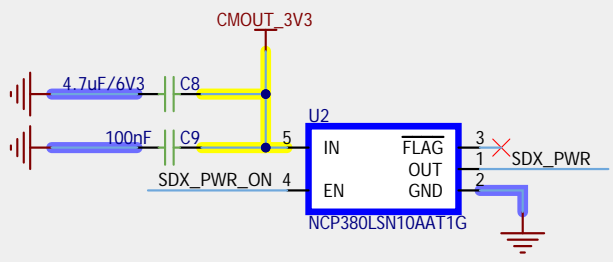 CMOUT_3V3
4.7uF/6V3 C8
U2
100nF C9
5 IN FLAG 3
OUT 1 SDX_PWR
SDX_PWR_ON 4 EN GND 2
NCP380LSN10AAT1G